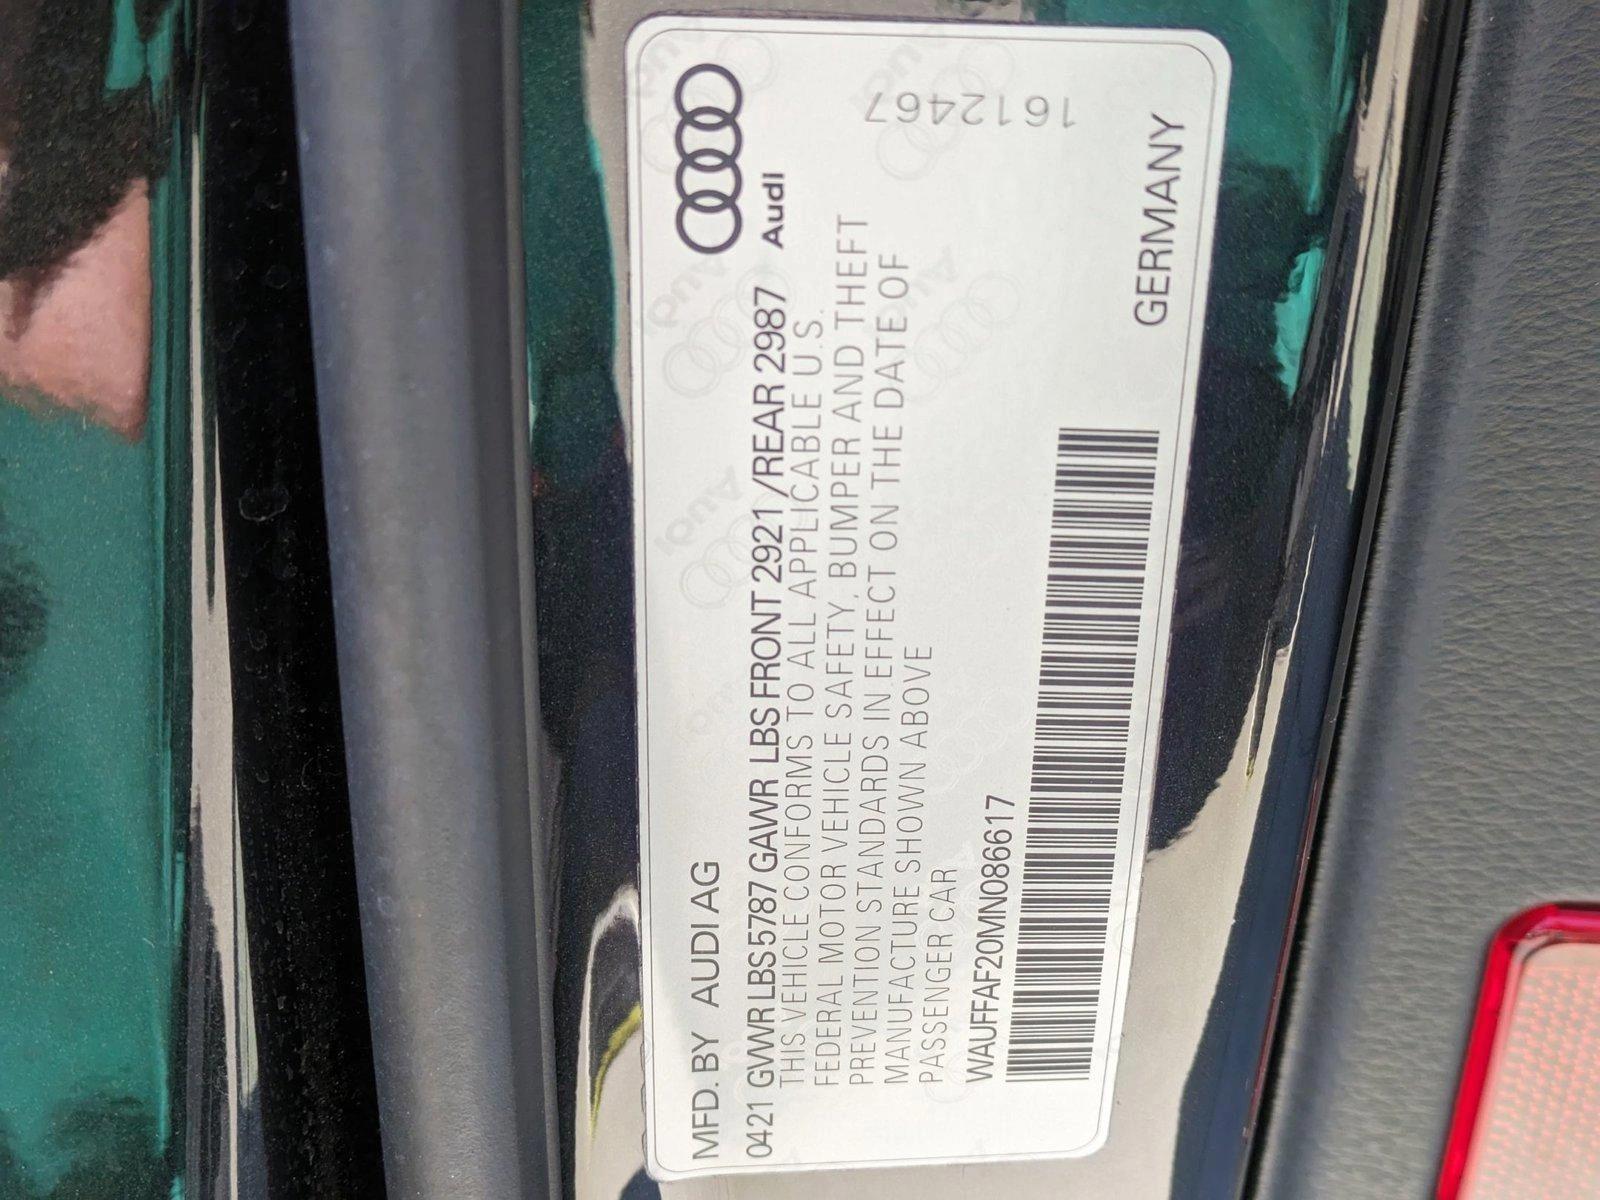 MFD. BY AUDI AG
Audi
0421 GVWR LBS 5787 GAWR LBS FRONT 2921 / REAR 2987
THIS VEHICLE CONFORMS TO ALL APPLICABLE U.S.
FEDERAL MOTOR VEHICLE SAFETY, BUMPER AND THEFT
PREVENTION STANDARDS IN EFFECT ON THE DATE OF
MANUFACTURE SHOWN ABOVE
PASSENGER CAR
WAUFFAF20MN086617
1612467
GERMANY